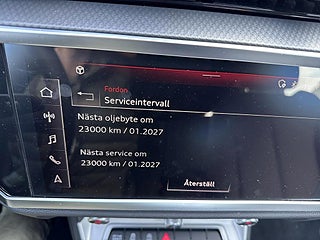 Fordon
Serviceintervall
Nästa oljebyte om
23000 km / 01.2027
Nästa service om
23000 km / 01.2027
Återställ